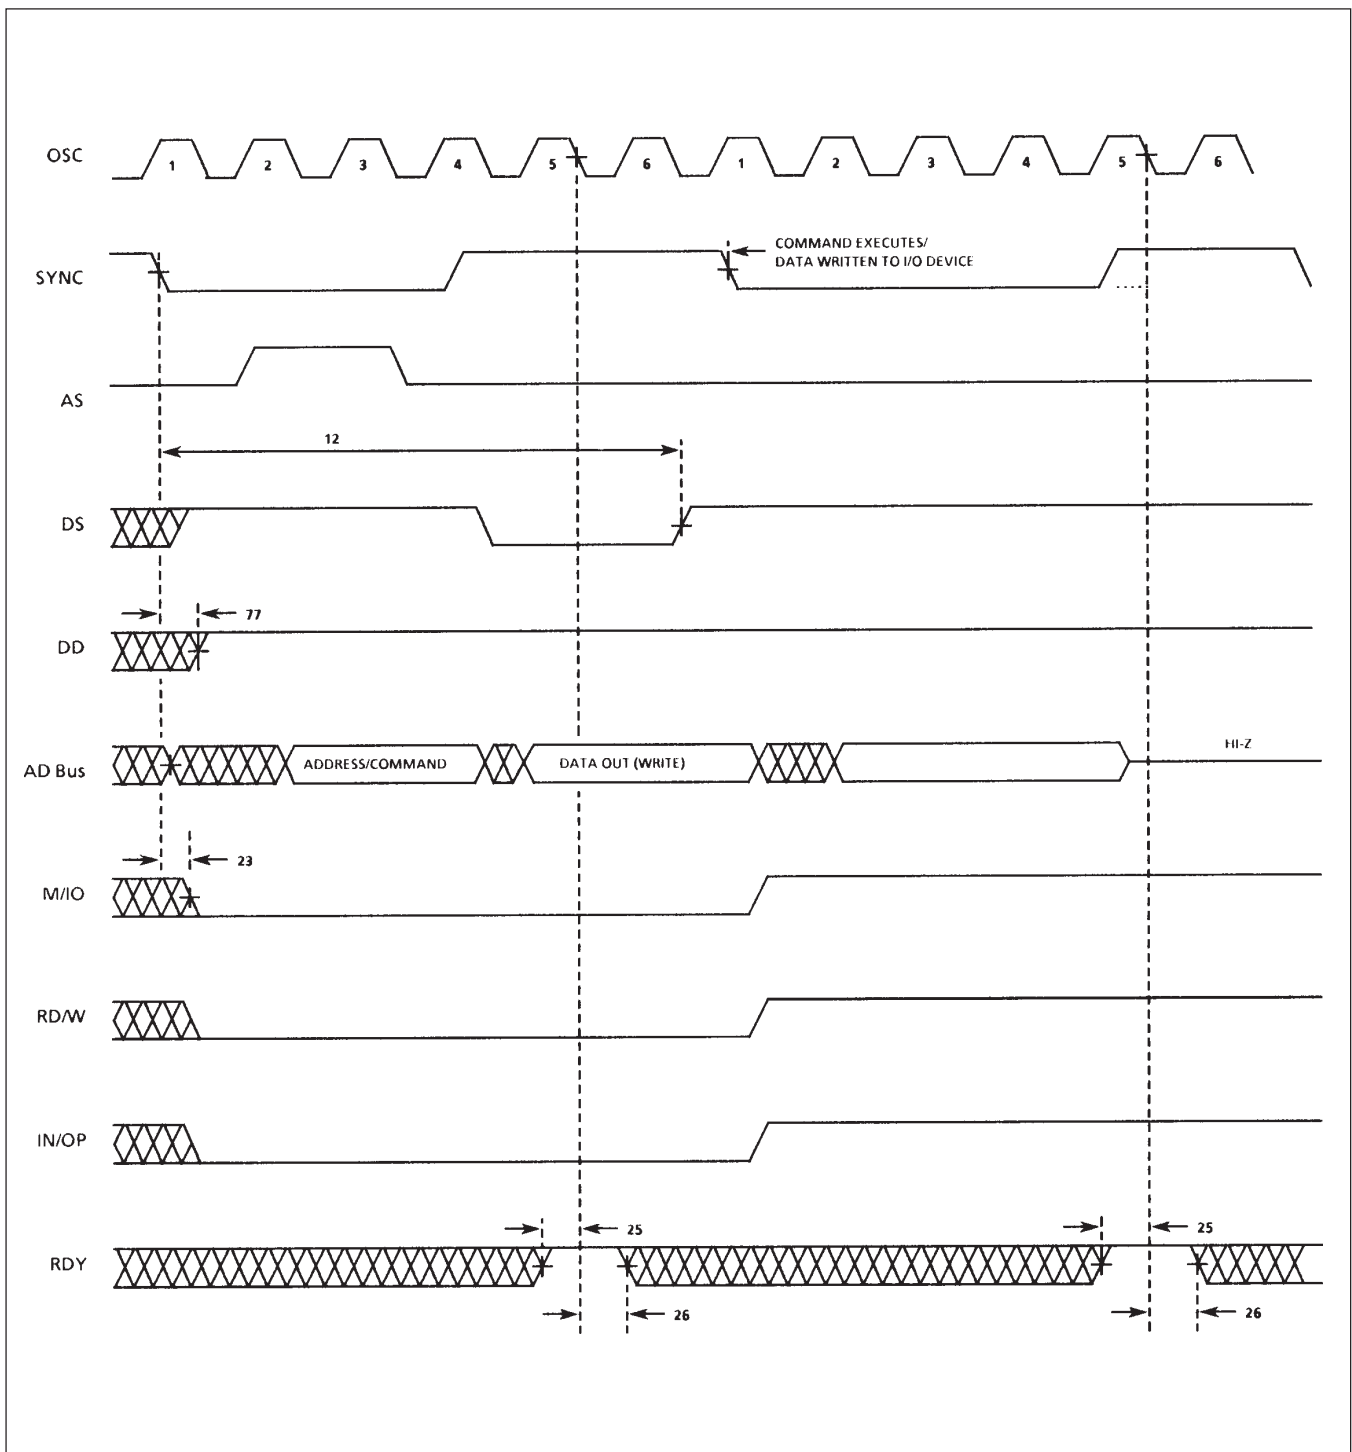 OSC
1 2 3 4 5 6 1 2 3 4 5 6
SYNC
COMMAND EXECUTES/
DATA WRITTEN TO I/O DEVICE
AS
12
DS
77
DD
AD Bus
ADDRESS/COMMAND
DATA OUT (WRITE)
HI-Z
23
M/IO
RD/W
IN/OP
25
25
RDY
26
26